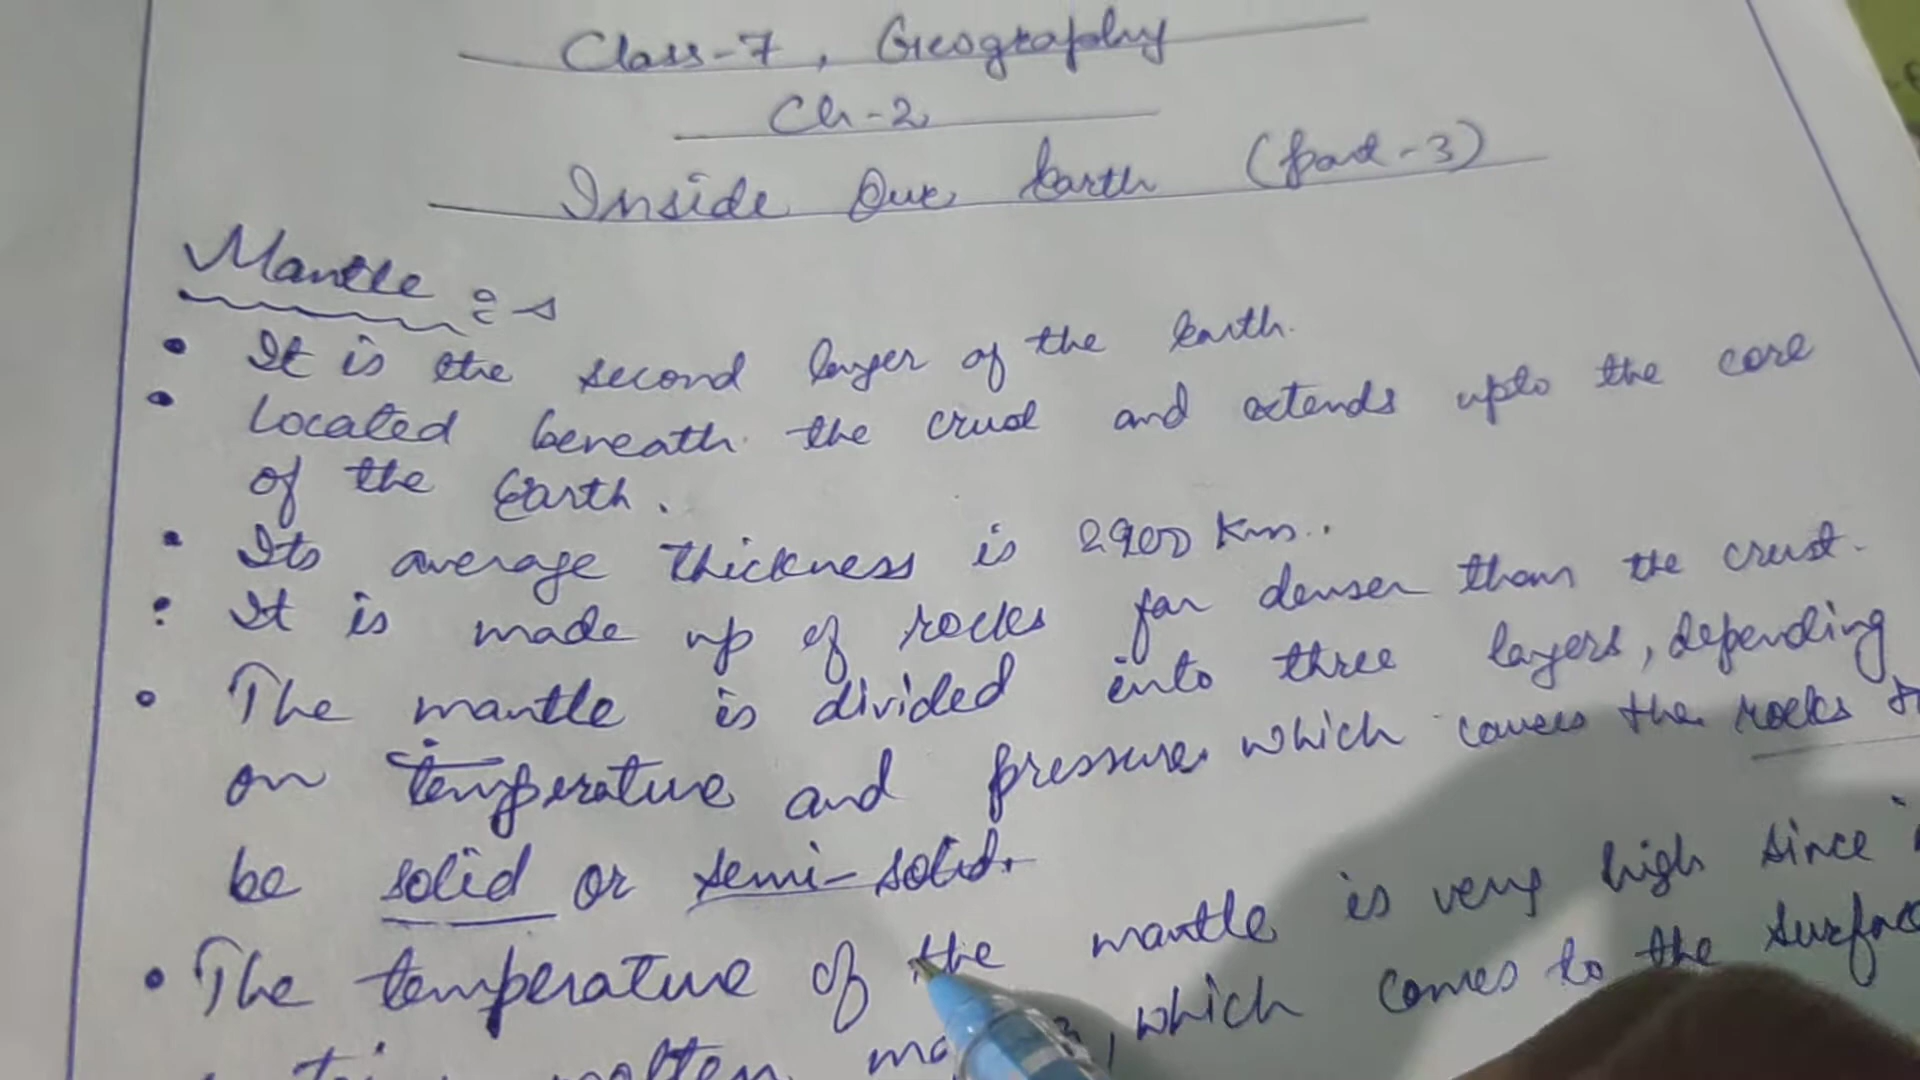 Class-7, Geography
Ch-2
Inside Our Earth (part-3)
Mantle :→
• It is the second layer of the Earth.
• Located beneath the crust and extends upto the core
of the Earth.
• Its average thickness is 2900 Km.
• It is made up of rocks far denser than the crust.
• The mantle is divided into three layers, depending
on temperature and pressure which causes the rocks
be solid or semi-solid.
• The temperature of the mantle is very high since
molten, which comes to the